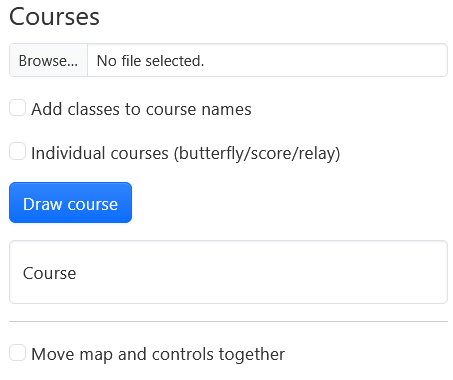 Courses
Browse... No file selected.
Add classes to course names
Individual courses (butterfly/score/relay)
Draw course
Course
Move map and controls together